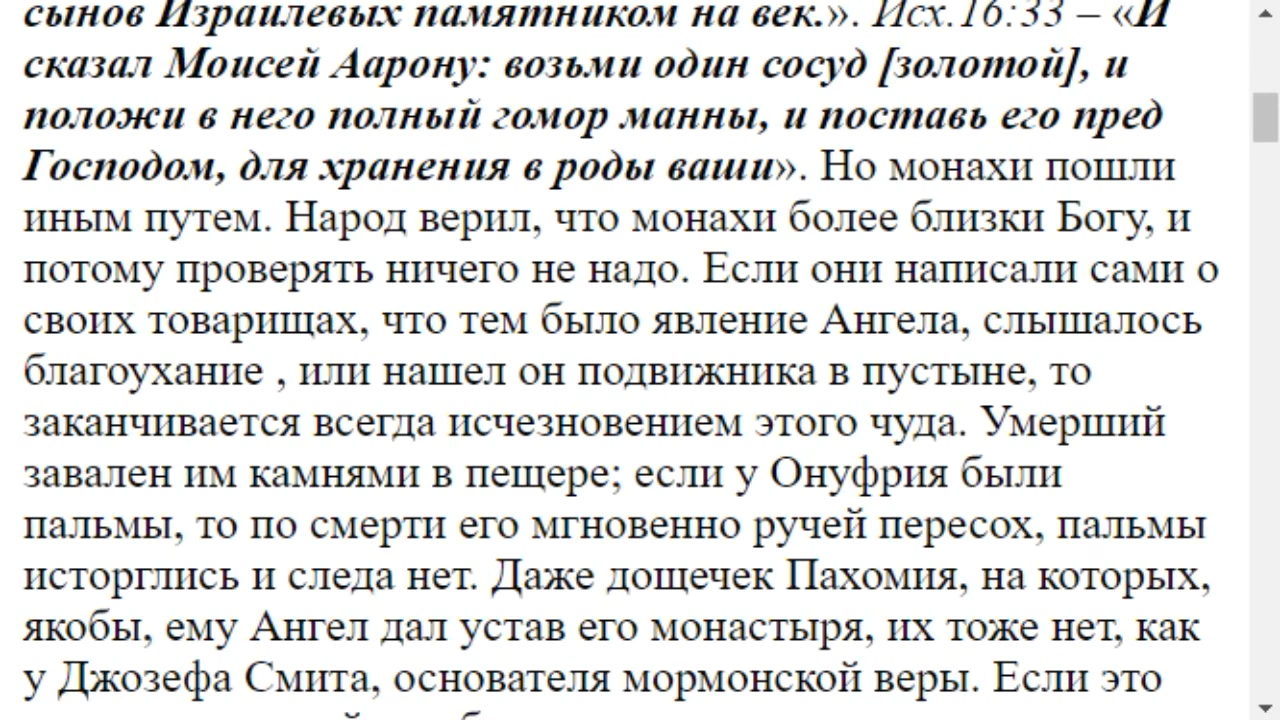 сынов Израилевых памятником на век.». Исх.16:33 – «И
сказал Моисей Аарону: возьми один сосуд [золотой], и
положи в него полный гомор манны, и поставь его пред
Господом, для хранения в роды ваши». Но монахи пошли
иным путем. Народ верил, что монахи более близки Богу, и
потому проверять ничего не надо. Если они написали сами о
своих товарищах, что тем было явление Ангела, слышалось
благоухание , или нашел он подвижника в пустыне, то
заканчивается всегда исчезновением этого чуда. Умерший
завален им камнями в пещере; если у Онуфрия были
пальмы, то по смерти его мгновенно ручей пересох, пальмы
исторглись и следа нет. Даже дощечек Пахомия, на которых,
якобы, ему Ангел дал устав его монастыря, их тоже нет, как
у Джозефа Смита, основателя мормонской веры. Если это